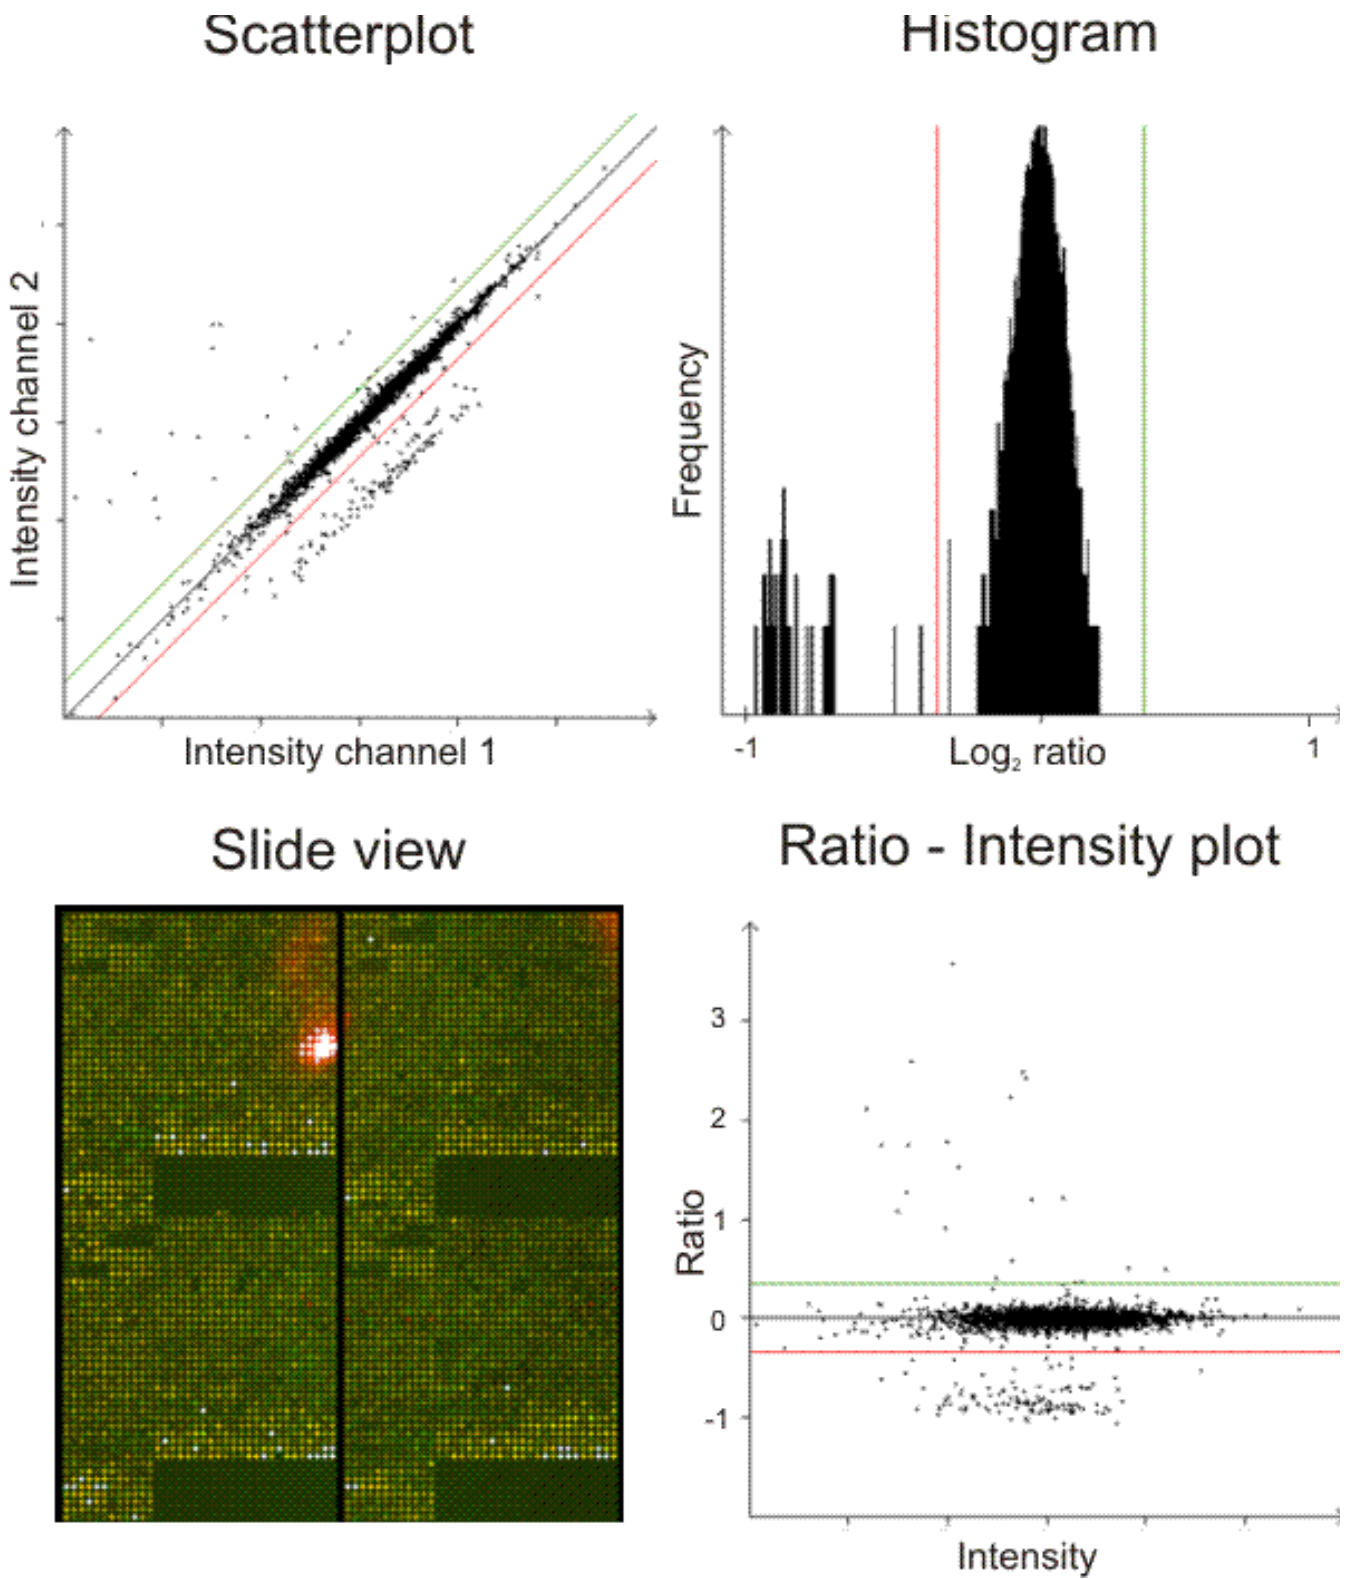 Scatterplot
Intensity channel 2
Intensity channel 1
Histogram
Frequency
-1
Log₂ ratio
1
Slide view
Ratio - Intensity plot
Ratio
3
2
1
0
-1
Intensity